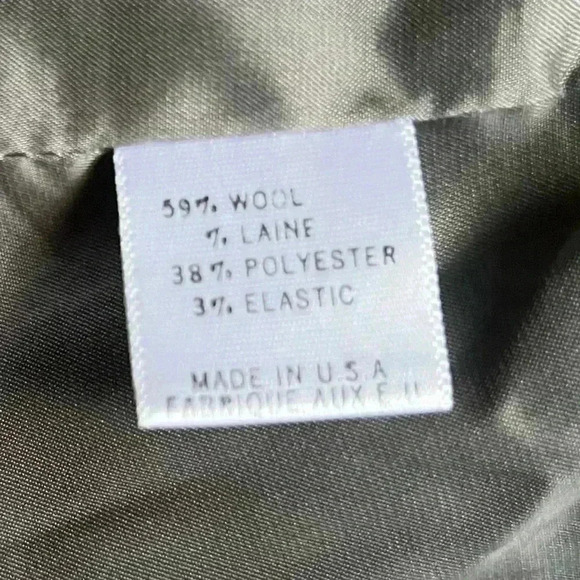 59% WOOL
% LAINE
38% POLYESTER
3% ELASTIC
MADE IN U.S.A
FABRIQUE AUX E.U